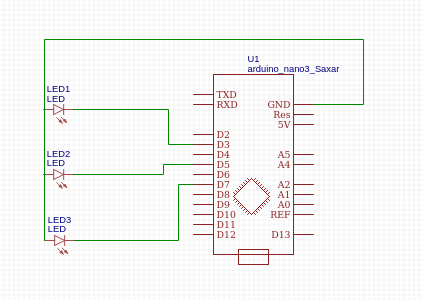 U1
arduino_nano3_Saxar
LED1
LED
LED2
LED
LED3
LED
TXD
RXD
D2
D3
D4
D5
D6
D7
D8
D9
D10
D11
D12
GND
Res
5V
A5
A4
A2
A1
A0
REF
D13